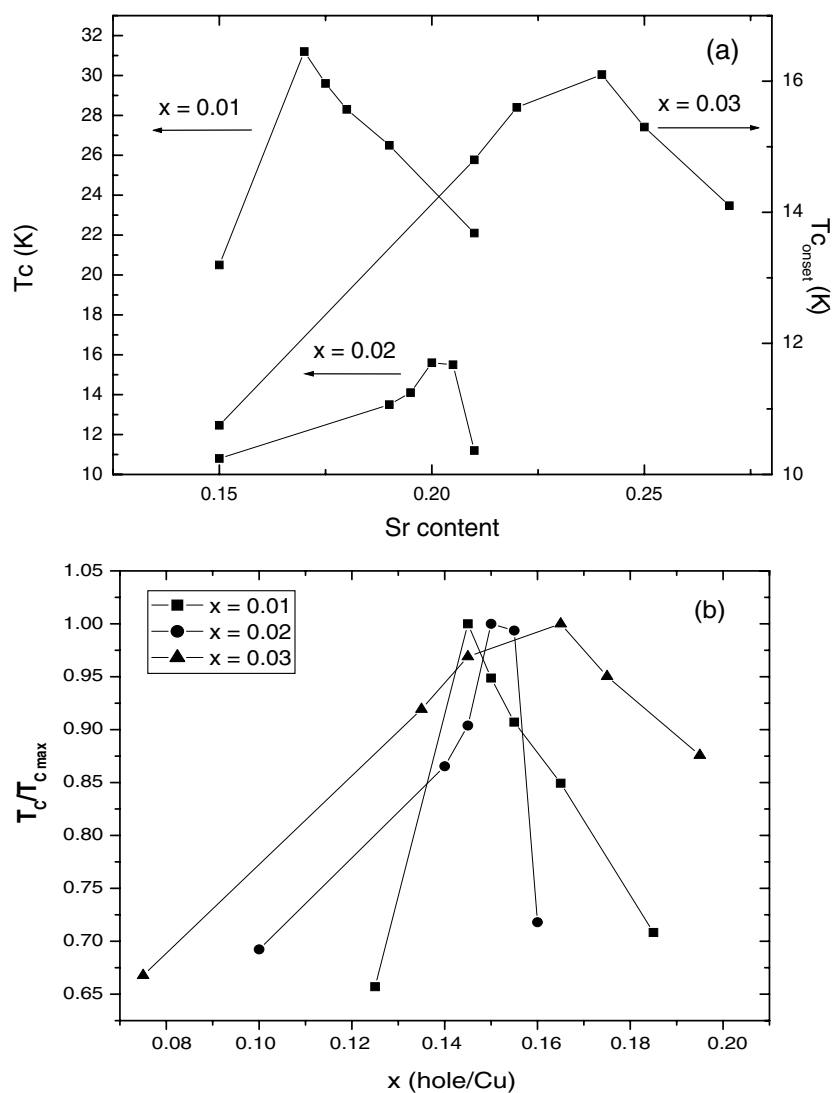 (a)
32
30
28
26
24
22
20
18
16
14
12
10
Tc (K)
x = 0.01
x = 0.03
x = 0.02
16
14
12
10
Tc onset (K)
0.15
0.20
0.25
Sr content
(b)
1.05
1.00
0.95
0.90
0.85
0.80
0.75
0.70
0.65
Tc/Tc max
x = 0.01
x = 0.02
x = 0.03
0.08
0.10
0.12
0.14
0.16
0.18
0.20
x (hole/Cu)